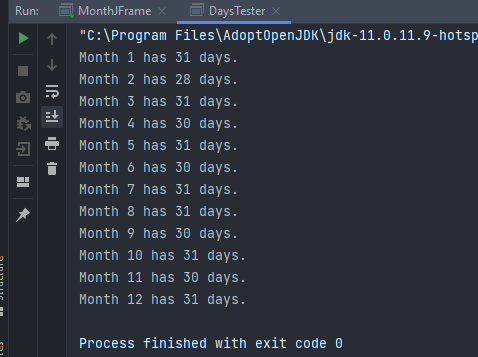 Run: MonthJFrame DaysTester
"C:\Program Files\AdoptOpenJDK\jdk-11.0.11.9-hotsp
Month 1 has 31 days.
Month 2 has 28 days.
Month 3 has 31 days.
Month 4 has 30 days.
Month 5 has 31 days.
Month 6 has 30 days.
Month 7 has 31 days.
Month 8 has 31 days.
Month 9 has 30 days.
Month 10 has 31 days.
Month 11 has 30 days.
Month 12 has 31 days.
Process finished with exit code 0
Structure